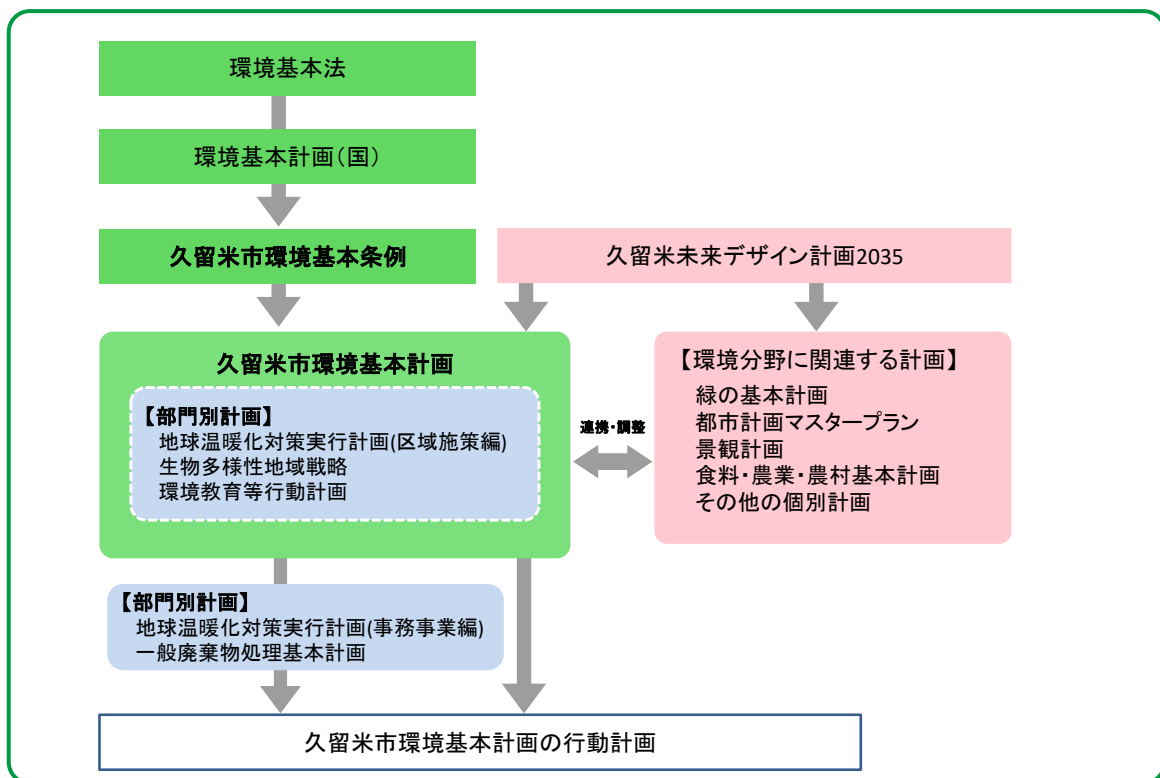 環境基本法
環境基本計画(国)
久留米市環境基本条例
久留米未来デザイン計画2035
久留米市環境基本計画
【部門別計画】
地球温暖化対策実行計画(区域施策編)
生物多様性地域戦略
環境教育等行動計画
連携・調整
【環境分野に関連する計画】
緑の基本計画
都市計画マスタープラン
景観計画
食料・農業・農村基本計画
その他の個別計画
【部門別計画】
地球温暖化対策実行計画(事務事業編)
一般廃棄物処理基本計画
久留米市環境基本計画の行動計画